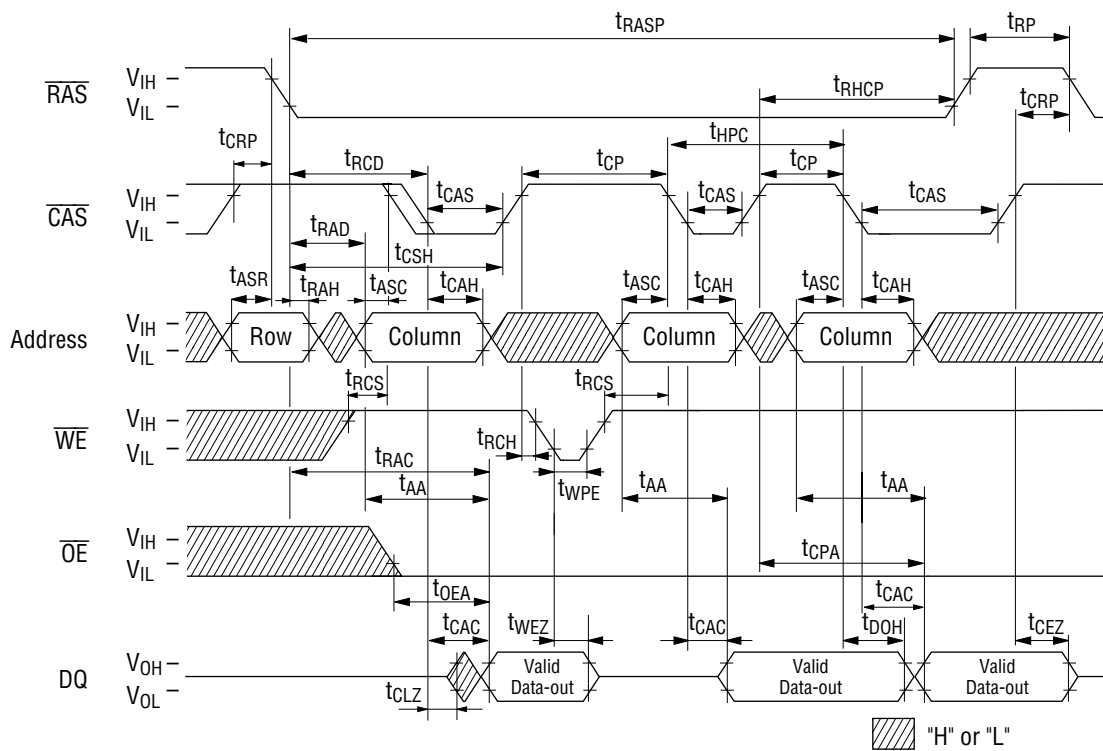 tRASP
tRP
RAS
VIH
VIL
tRHCP
tCRP
tCRP
tHPC
tRCD
tCP
tCP
CAS
VIH
VIL
tCAS
tCAS
tCAS
tRAD
tCSH
tASR
tRAH
tASC
tCAH
tASC
tCAH
tASC
tCAH
Address
VIH
VIL
Row
Column
Column
Column
tRCS
tRCS
WE
VIH
VIL
tRCH
tWPE
tRAC
tAA
tAA
tAA
OE
VIH
VIL
tCPA
tOEA
tCAC
tCAC
tWEZ
tCAC
tDOH
tCEZ
DQ
VOH
VOL
Valid
Data-out
Valid
Data-out
Valid
Data-out
tCLZ
"H" or "L"